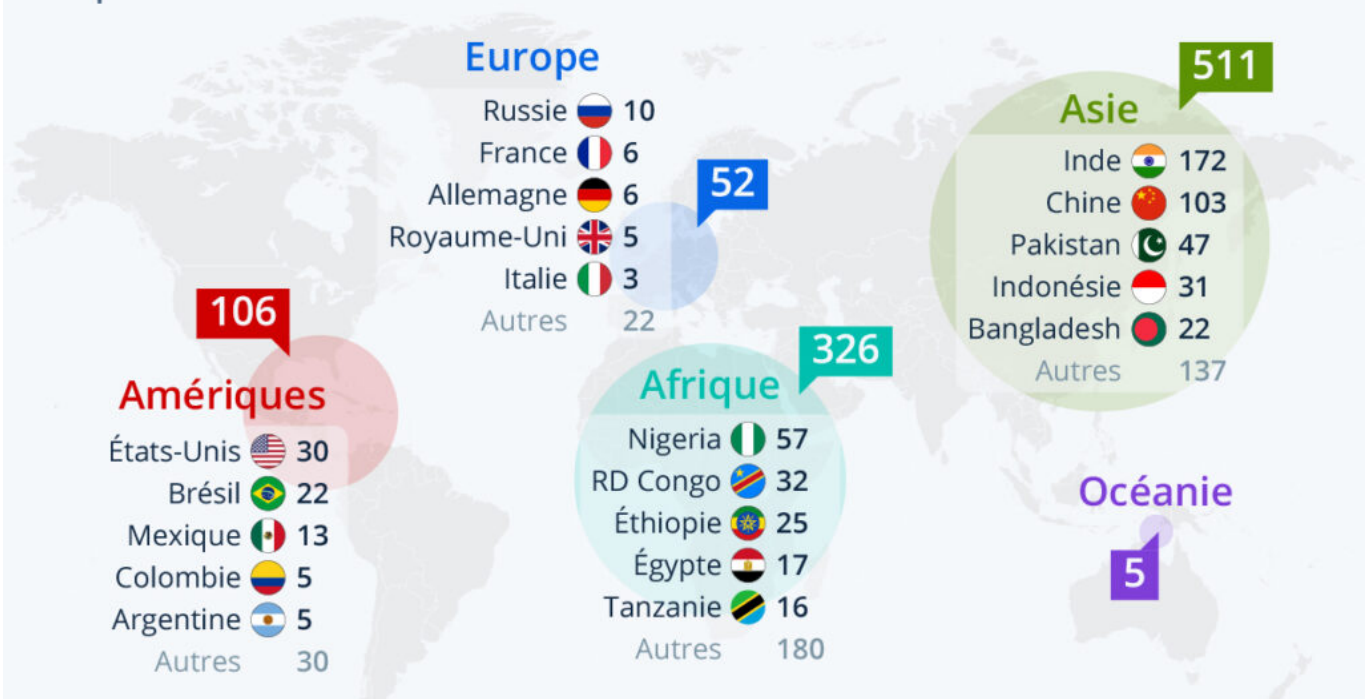 Europe
Russie 10
France 6
Allemagne 6
Royaume-Uni 5
Italie 3
Autres 22
52
511
Asie
Inde 172
Chine 103
Pakistan 47
Indonésie 31
Bangladesh 22
Autres 137
106
Amériques
États-Unis 30
Brésil 22
Mexique 13
Colombie 5
Argentine 5
Autres 30
326
Afrique
Nigeria 57
RD Congo 32
Éthiopie 25
Égypte 17
Tanzanie 16
Autres 180
Océanie
5